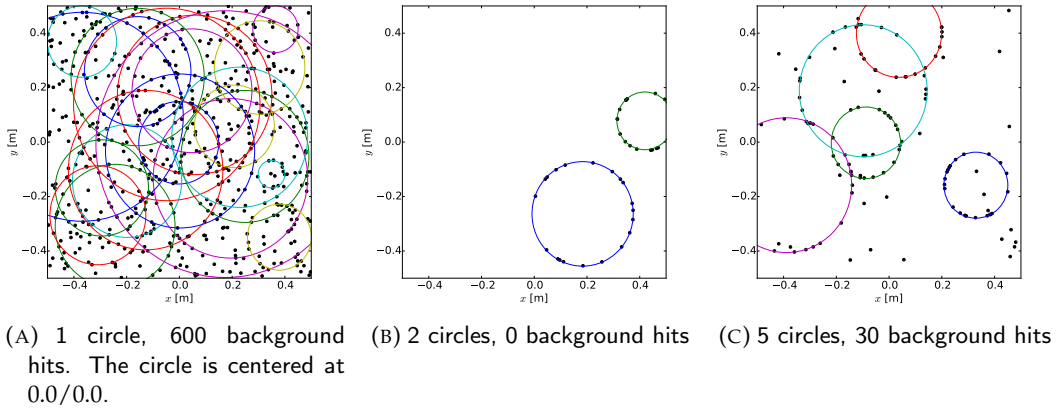 0.4
0.2
0.0
−0.2
−0.4
y [m]
−0.4 −0.2 0.0 0.2 0.4
x [m]
0.4
0.2
0.0
−0.2
−0.4
y [m]
−0.4 −0.2 0.0 0.2 0.4
x [m]
0.4
0.2
0.0
−0.2
−0.4
y [m]
−0.4 −0.2 0.0 0.2 0.4
x [m]
(A) 1 circle, 600 background
hits. The circle is centered at
0.0/0.0.
(B) 2 circles, 0 background hits
(C) 5 circles, 30 background hits